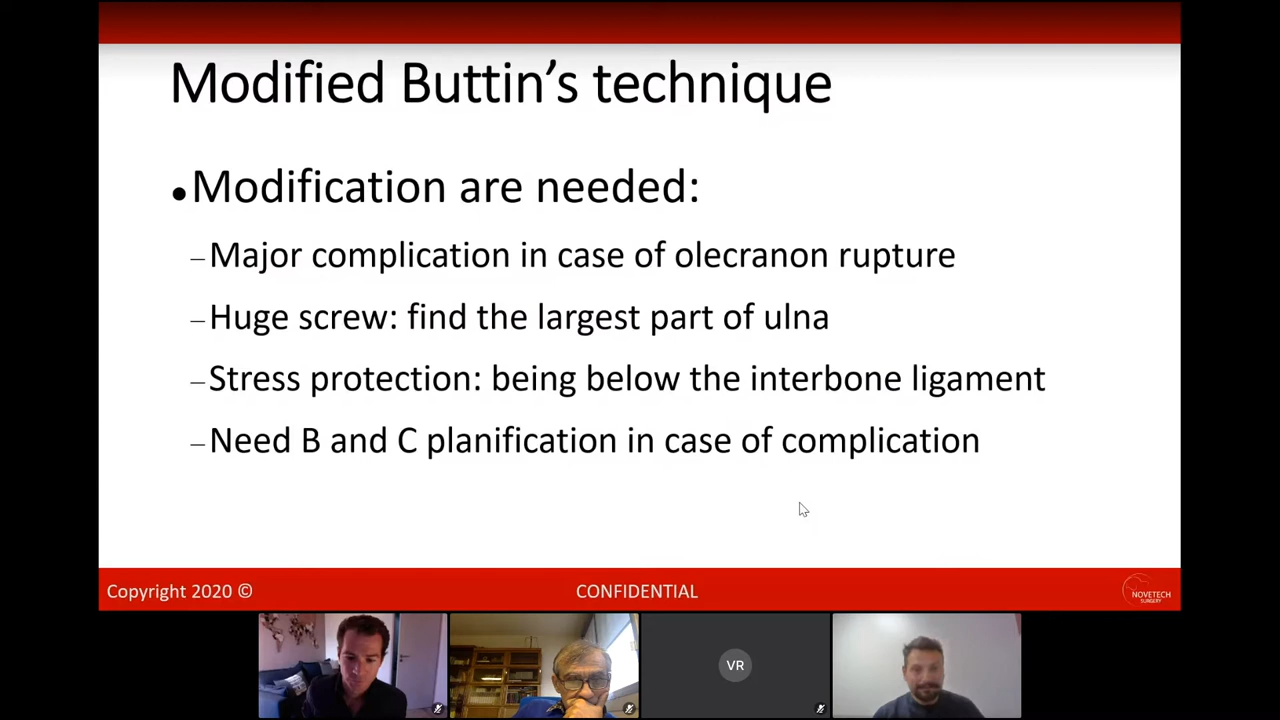 Modified Buttin’s technique
Modification are needed:
–Major complication in case of olecranon rupture
–Huge screw: find the largest part of ulna
–Stress protection: being below the interbone ligament
–Need B and C planification in case of complication
Copyright 2020 ©
CONFIDENTIAL
NOVETECH
SURGERY
VR